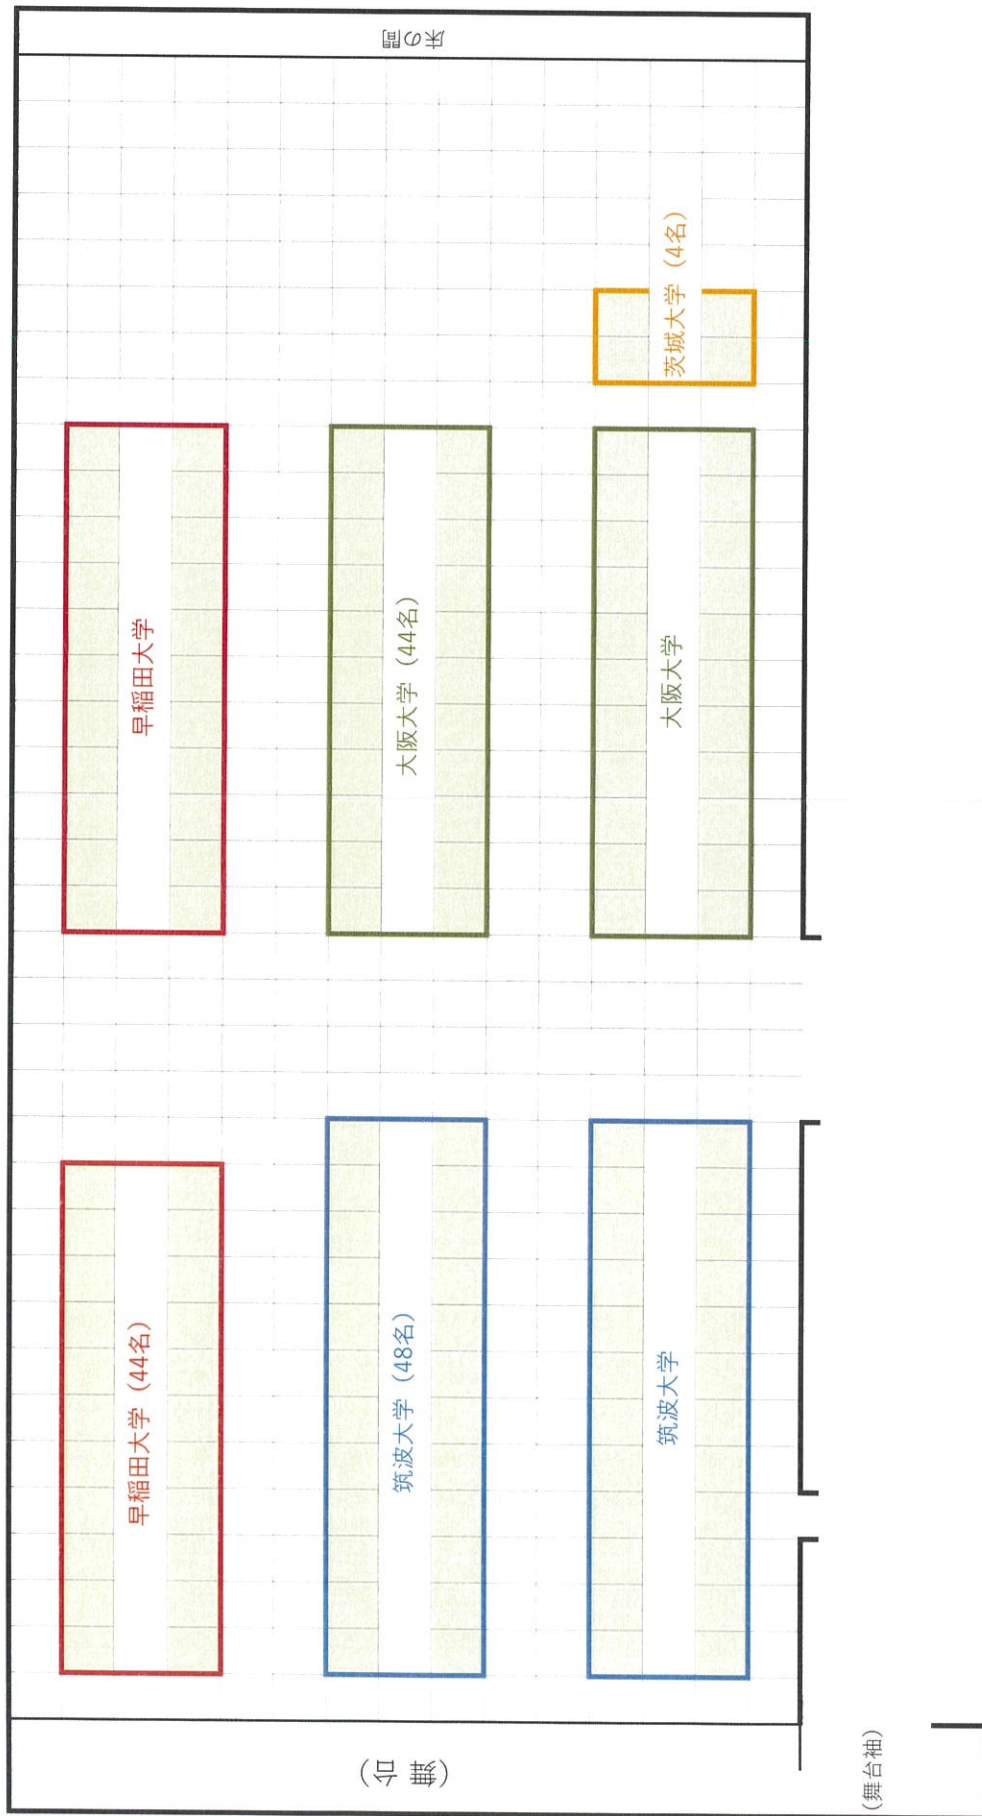 床の間
茨城大学（4名）
早稲田大学
大阪大学（44名）
大阪大学
早稲田大学（44名）
筑波大学（48名）
筑波大学
（舞台）
（舞台袖）